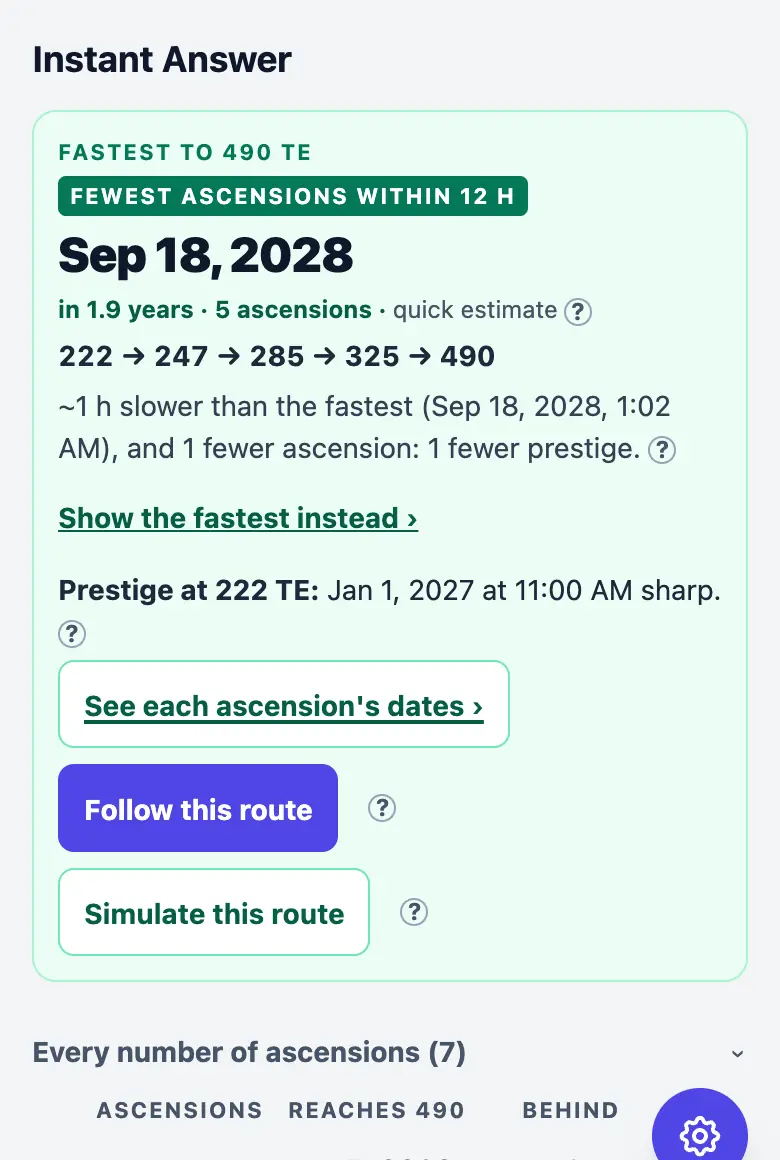 Instant Answer
FASTEST TO 490 TE
FEWEST ASCENSIONS WITHIN 12 H
Sep 18, 2028
in 1.9 years · 5 ascensions · quick estimate ?
222 → 247 → 285 → 325 → 490
~1 h slower than the fastest (Sep 18, 2028, 1:02
AM), and 1 fewer ascension: 1 fewer prestige. ?
Show the fastest instead ›
Prestige at 222 TE: Jan 1, 2027 at 11:00 AM sharp.
?
See each ascension's dates ›
Follow this route ?
Simulate this route ?
Every number of ascensions (7)
ASCENSIONS REACHES 490 BEHIND